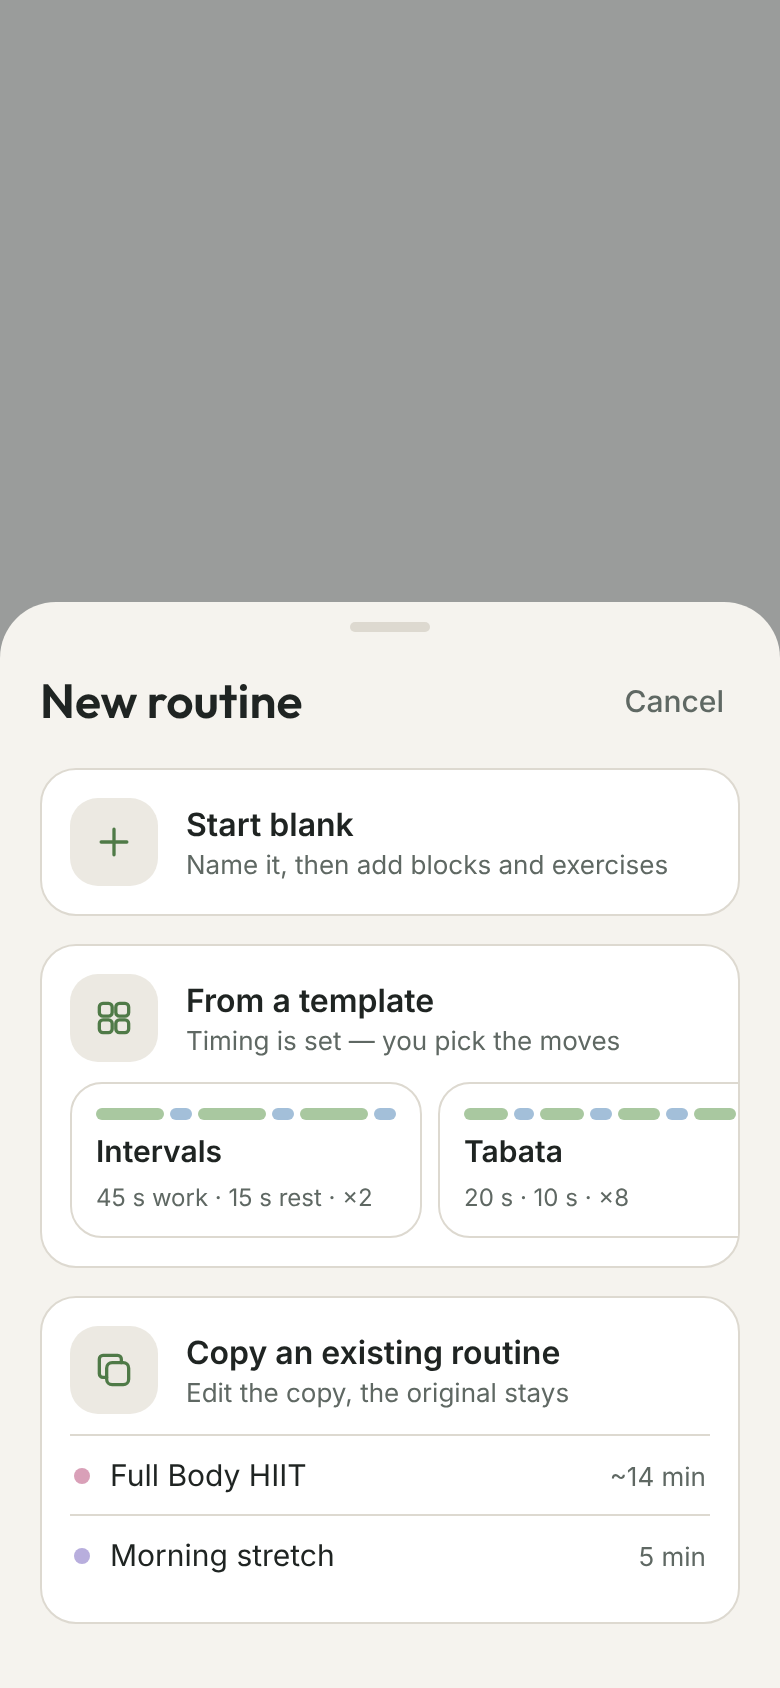 New routine
Cancel
Start blank
Name it, then add blocks and exercises
From a template
Timing is set — you pick the moves
Intervals
45 s work · 15 s rest · ×2
Tabata
20 s · 10 s · ×8
Copy an existing routine
Edit the copy, the original stays
Full Body HIIT
~14 min
Morning stretch
5 min